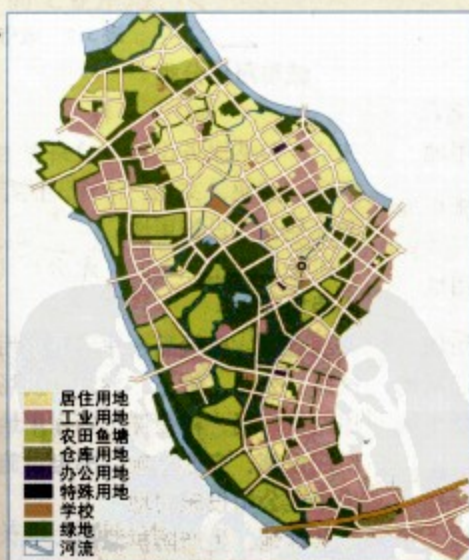 居住用地
工业用地
农田鱼塘
仓库用地
办公用地
特殊用地
学校
绿地
河流